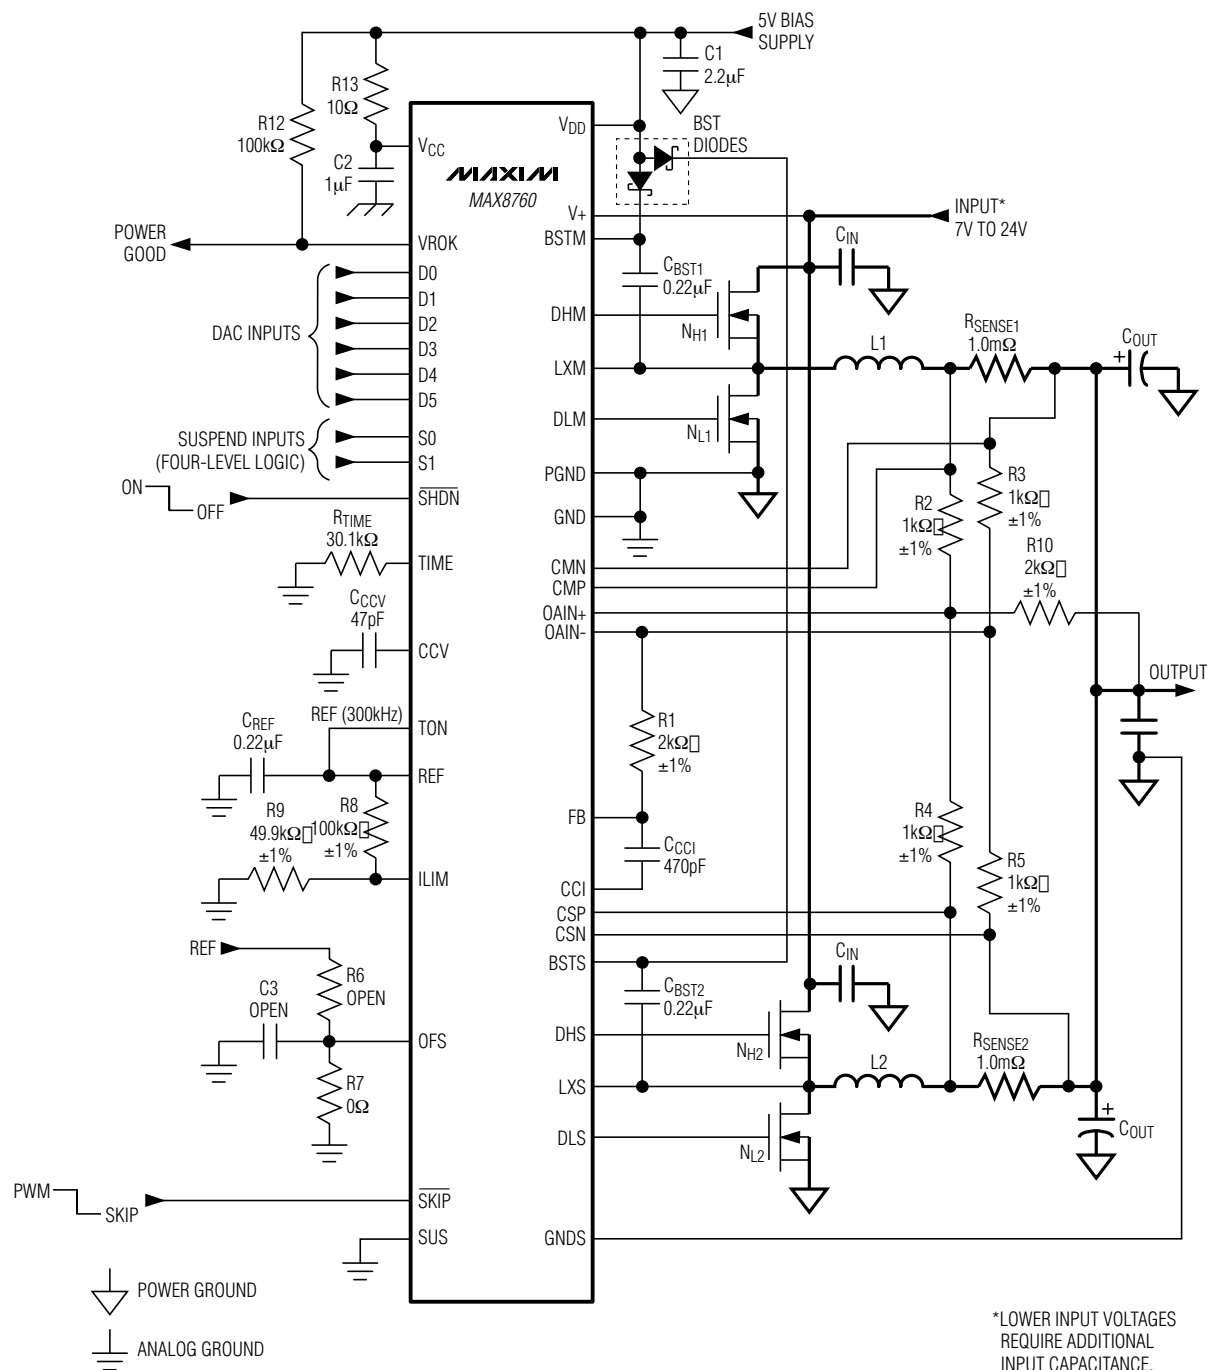 5V BIAS
SUPPLY
C1
2.2µF
R13
10Ω
R12
100kΩ
C2
1µF
VCC
VDD
BST
DIODES
MAXIM
MAX8760
V+
INPUT*
7V TO 24V
BSTM
POWER
GOOD
VROK
CIN
CBST1
0.22µF
D0
D1
D2
D3
D4
D5
DAC INPUTS
DHM
NH1
LXM
L1
RSENSE1
1.0mΩ
COUT
+
DLM
NL1
SUSPEND INPUTS
(FOUR-LEVEL LOGIC)
S0
S1
PGND
GND
ON
OFF
SHDN
R2
1kΩ▯
±1%
R3
1kΩ▯
±1%
R10
2kΩ▯
±1%
RTIME
30.1kΩ
TIME
CMN
CMP
OAIN+
OAIN-
CCCV
47pF
CCV
OUTPUT
REF (300kHz)
TON
CREF
0.22µF
REF
R1
2kΩ▯
±1%
R9
49.9kΩ▯
±1%
R8
100kΩ▯
±1%
FB
R4
1kΩ▯
±1%
CCCI
470pF
ILIM
CCI
R5
1kΩ▯
±1%
CSP
CSN
REF
BSTS
CIN
R6
OPEN
C3
OPEN
CBST2
0.22µF
OFS
DHS
NH2
R7
0Ω
LXS
L2
RSENSE2
1.0mΩ
DLS
NL2
+
COUT
PWM
SKIP
SKIP
SUS
GNDS
POWER GROUND
ANALOG GROUND
*LOWER INPUT VOLTAGES
REQUIRE ADDITIONAL
INPUT CAPACITANCE.